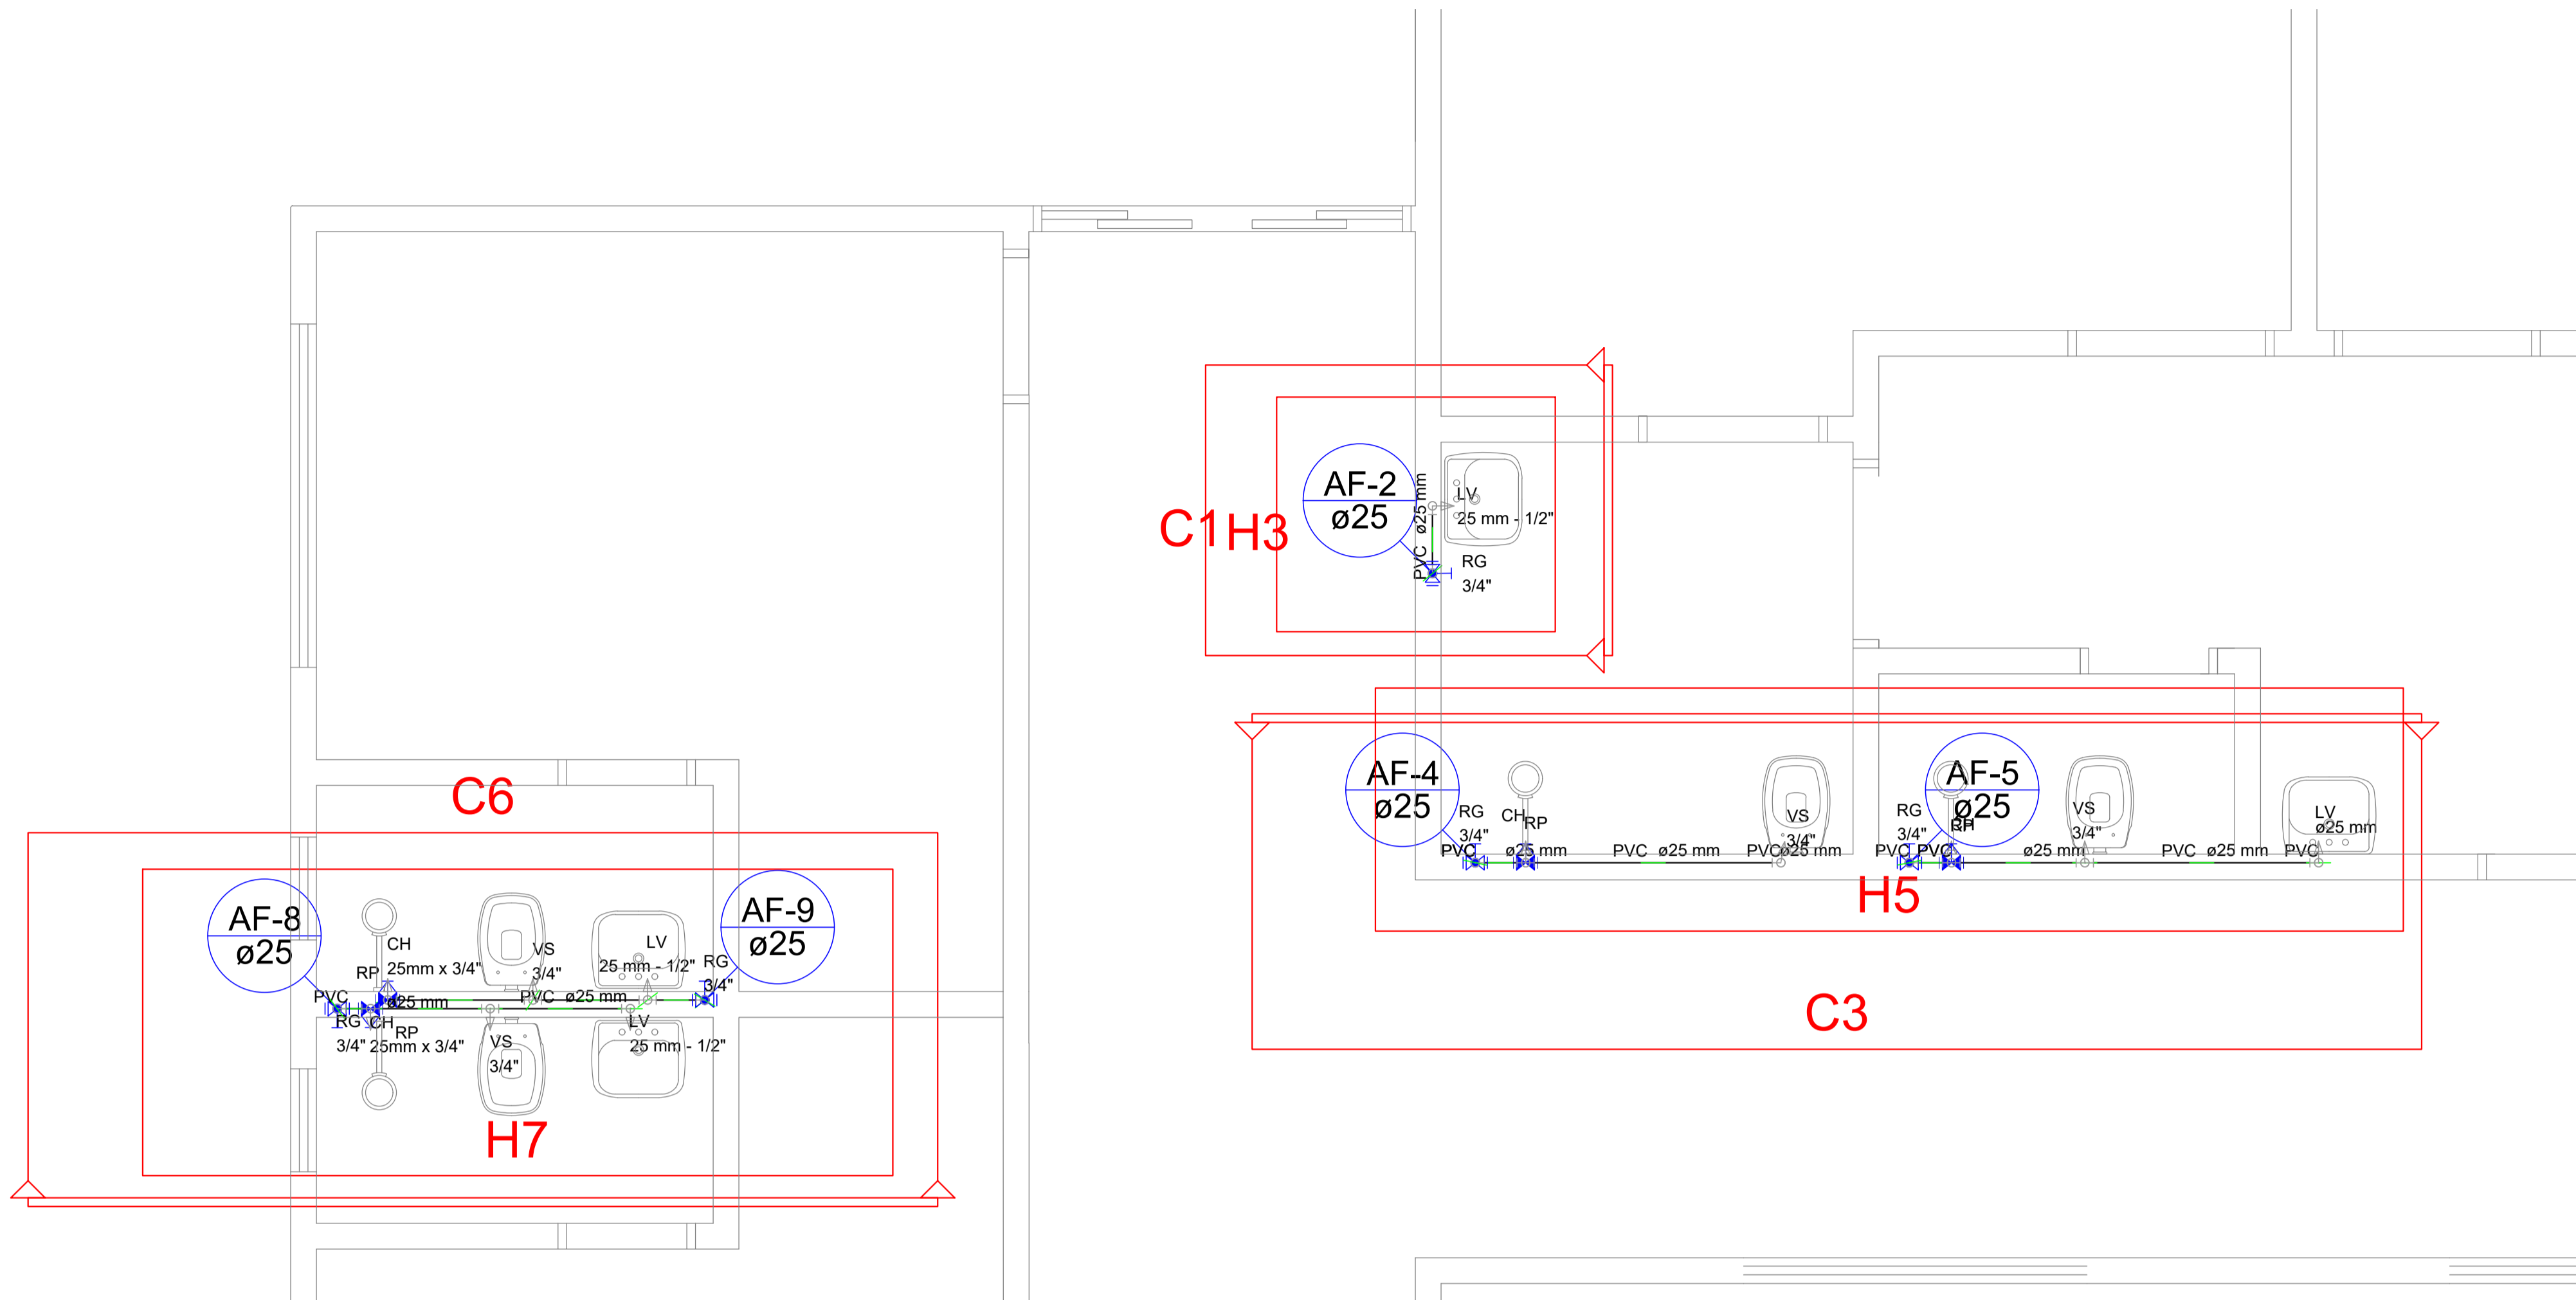 C1
H3
AF-2
ø25
PVC ø25 mm
LV
25 mm - 1/2"
RG
3/4"
C6
AF-8
ø25
AF-9
ø25
CH
25mm x 3/4"
RP
VS
3/4"
LV
25 mm - 1/2"
RG
3/4"
PVC
ø25 mm
PVC ø25 mm
RG
3/4"
CH
25mm x 3/4"
RP
VS
3/4"
LV
25 mm - 1/2"
H7
AF-4
ø25
RG
3/4"
CH
RP
VS
3/4"
PVC
ø25 mm
PVC ø25 mm
PVC ø25 mm
AF-5
ø25
RG
3/4"
RP
VS
3/4"
LV
ø25 mm
PVC
PVC
ø25 mm
PVC ø25 mm
PVC
H5
C3